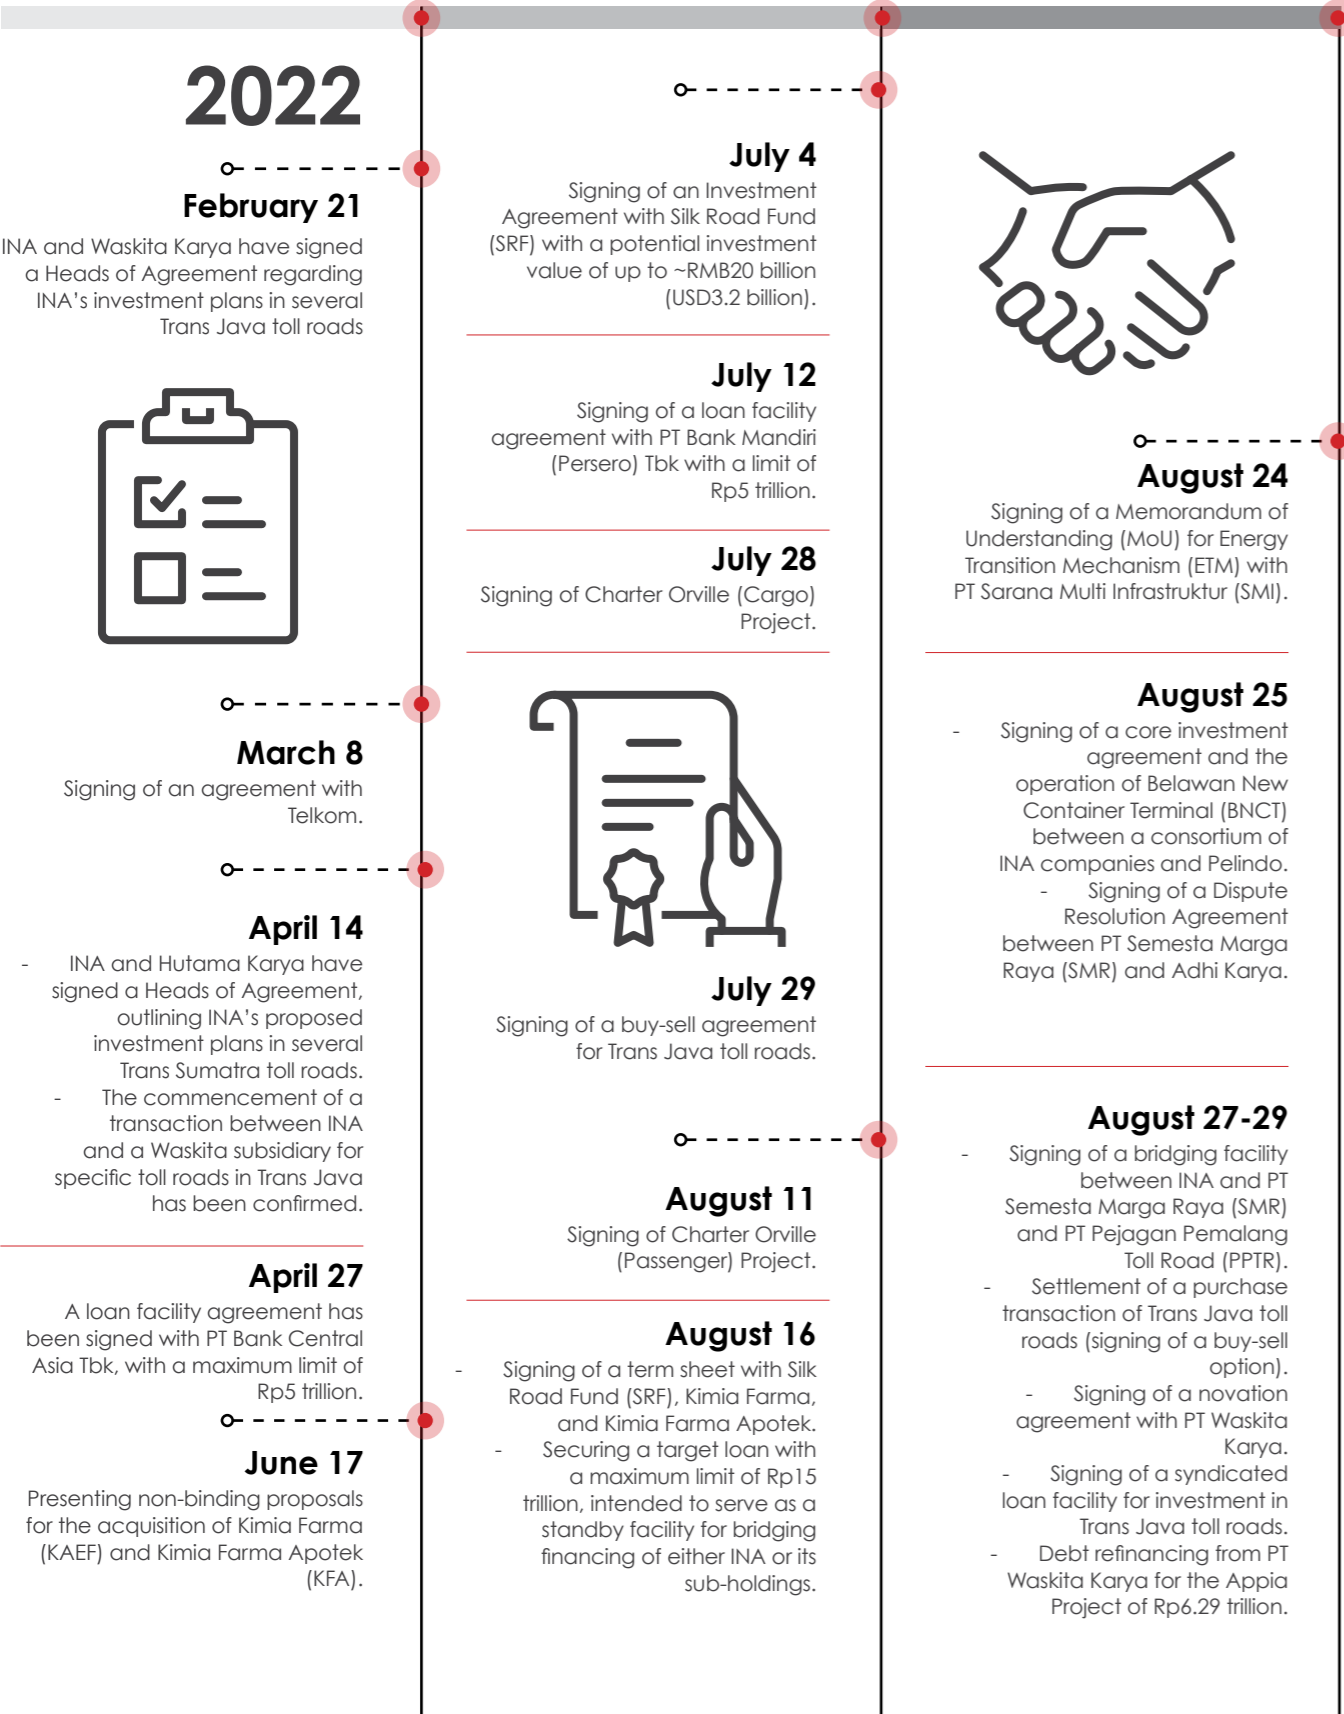 2022
February 21
INA and Waskita Karya have signed
a Heads of Agreement regarding
INA's investment plans in several
Trans Java toll roads
March 8
Signing of an agreement with
Telkom.
April 14
- INA and Hutama Karya have
signed a Heads of Agreement,
outlining INA's proposed
investment plans in several
Trans Sumatra toll roads.
- The commencement of a
transaction between INA
and a Waskita subsidiary for
specific toll roads in Trans Java
has been confirmed.
April 27
A loan facility agreement has
been signed with PT Bank Central
Asia Tbk, with a maximum limit of
Rp5 trillion.
June 17
Presenting non-binding proposals
for the acquisition of Kimia Farma
(KAEF) and Kimia Farma Apotek
(KFA).
July 4
Signing of an Investment
Agreement with Silk Road Fund
(SRF) with a potential investment
value of up to ~RMB20 billion
(USD3.2 billion).
July 12
Signing of a loan facility
agreement with PT Bank Mandiri
(Persero) Tbk with a limit of
Rp5 trillion.
July 28
Signing of Charter Orville (Cargo)
Project.
July 29
Signing of a buy-sell agreement
for Trans Java toll roads.
August 11
Signing of Charter Orville
(Passenger) Project.
August 16
- Signing of a term sheet with Silk
Road Fund (SRF), Kimia Farma,
and Kimia Farma Apotek.
- Securing a target loan with
a maximum limit of Rp15
trillion, intended to serve as a
standby facility for bridging
financing of either INA or its
sub-holdings.
August 24
Signing of a Memorandum of
Understanding (MoU) for Energy
Transition Mechanism (ETM) with
PT Sarana Multi Infrastruktur (SMI).
August 25
- Signing of a core investment
agreement and the
operation of Belawan New
Container Terminal (BNCT)
between a consortium of
INA companies and Pelindo.
- Signing of a Dispute
Resolution Agreement
between PT Semesta Marga
Raya (SMR) and Adhi Karya.
August 27-29
- Signing of a bridging facility
between INA and PT
Semesta Marga Raya (SMR)
and PT Pejagan Pemalang
Toll Road (PPTR).
- Settlement of a purchase
transaction of Trans Java toll
roads (signing of a buy-sell
option).
- Signing of a novation
agreement with PT Waskita
Karya.
- Signing of a syndicated
loan facility for investment in
Trans Java toll roads.
- Debt refinancing from PT
Waskita Karya for the Appia
Project of Rp6.29 trillion.